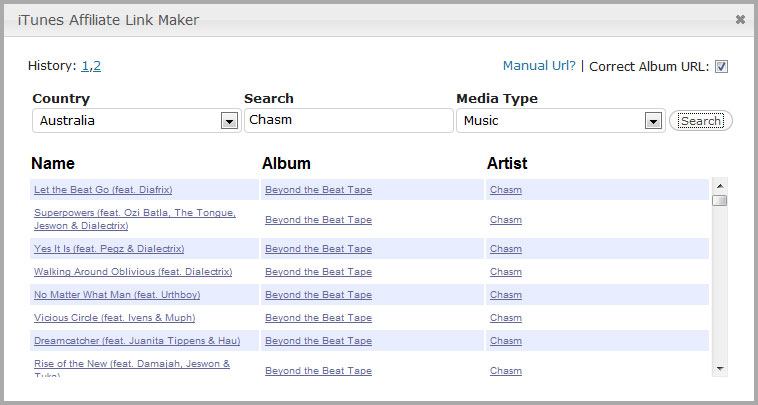 iTunes Affiliate Link Maker
History: 1,2
Manual Url? | Correct Album URL:
Country Search Media Type
Australia Chasm Music Search
Name Album Artist
Let the Beat Go (feat. Diafrix) Beyond the Beat Tape Chasm
Superpowers (feat. Ozi Batla, The Tongue,
Jeswon & Dialectrix) Beyond the Beat Tape Chasm
Yes It Is (feat. Pegz & Dialectrix) Beyond the Beat Tape Chasm
Walking Around Oblivious (feat. Dialectrix) Beyond the Beat Tape Chasm
No Matter What Man (feat. Urthboy) Beyond the Beat Tape Chasm
Vicious Circle (feat. Ivens & Muph) Beyond the Beat Tape Chasm
Dreamcatcher (feat. Juanita Tippens & Hau) Beyond the Beat Tape Chasm
Rise of the New (feat. Damajah, Jeswon &
Tuka) Beyond the Beat Tape Chasm